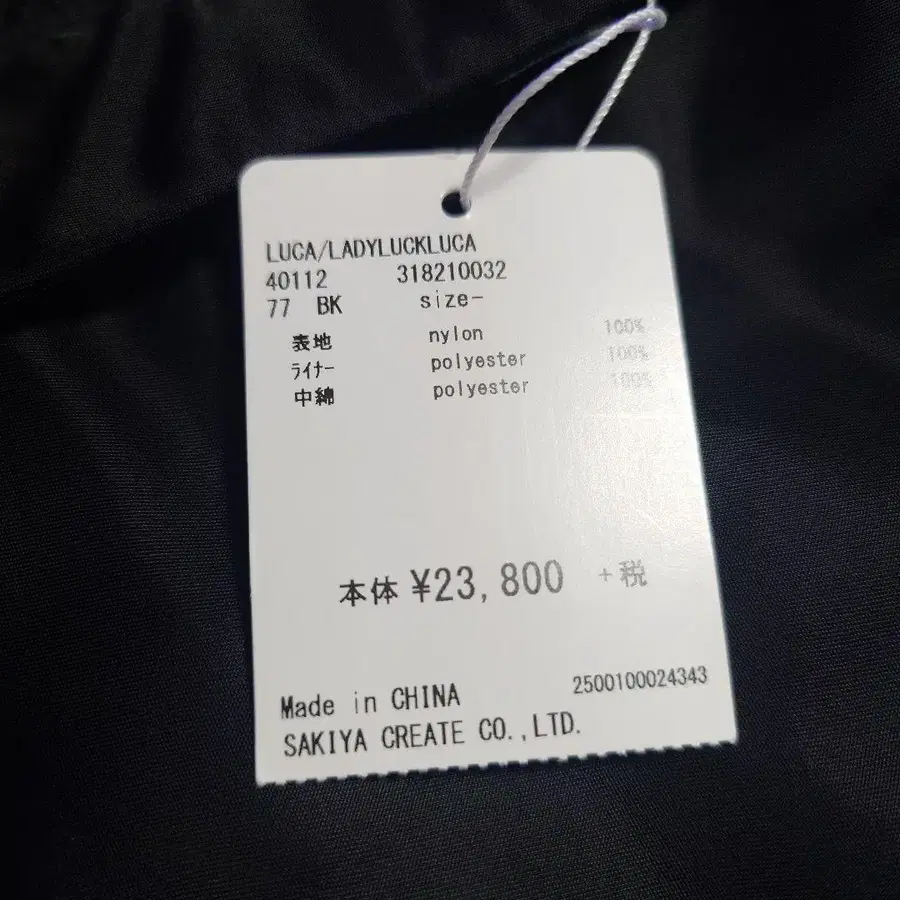 LUCA/LADYLUCKLUCA
40112 318210032
77 BK size-
表地 nylon 100%
ライナー polyester 100%
中綿 polyester 100%
本体 ¥23,800 +税
2500100024343
Made in CHINA
SAKIYA CREATE CO.,LTD.